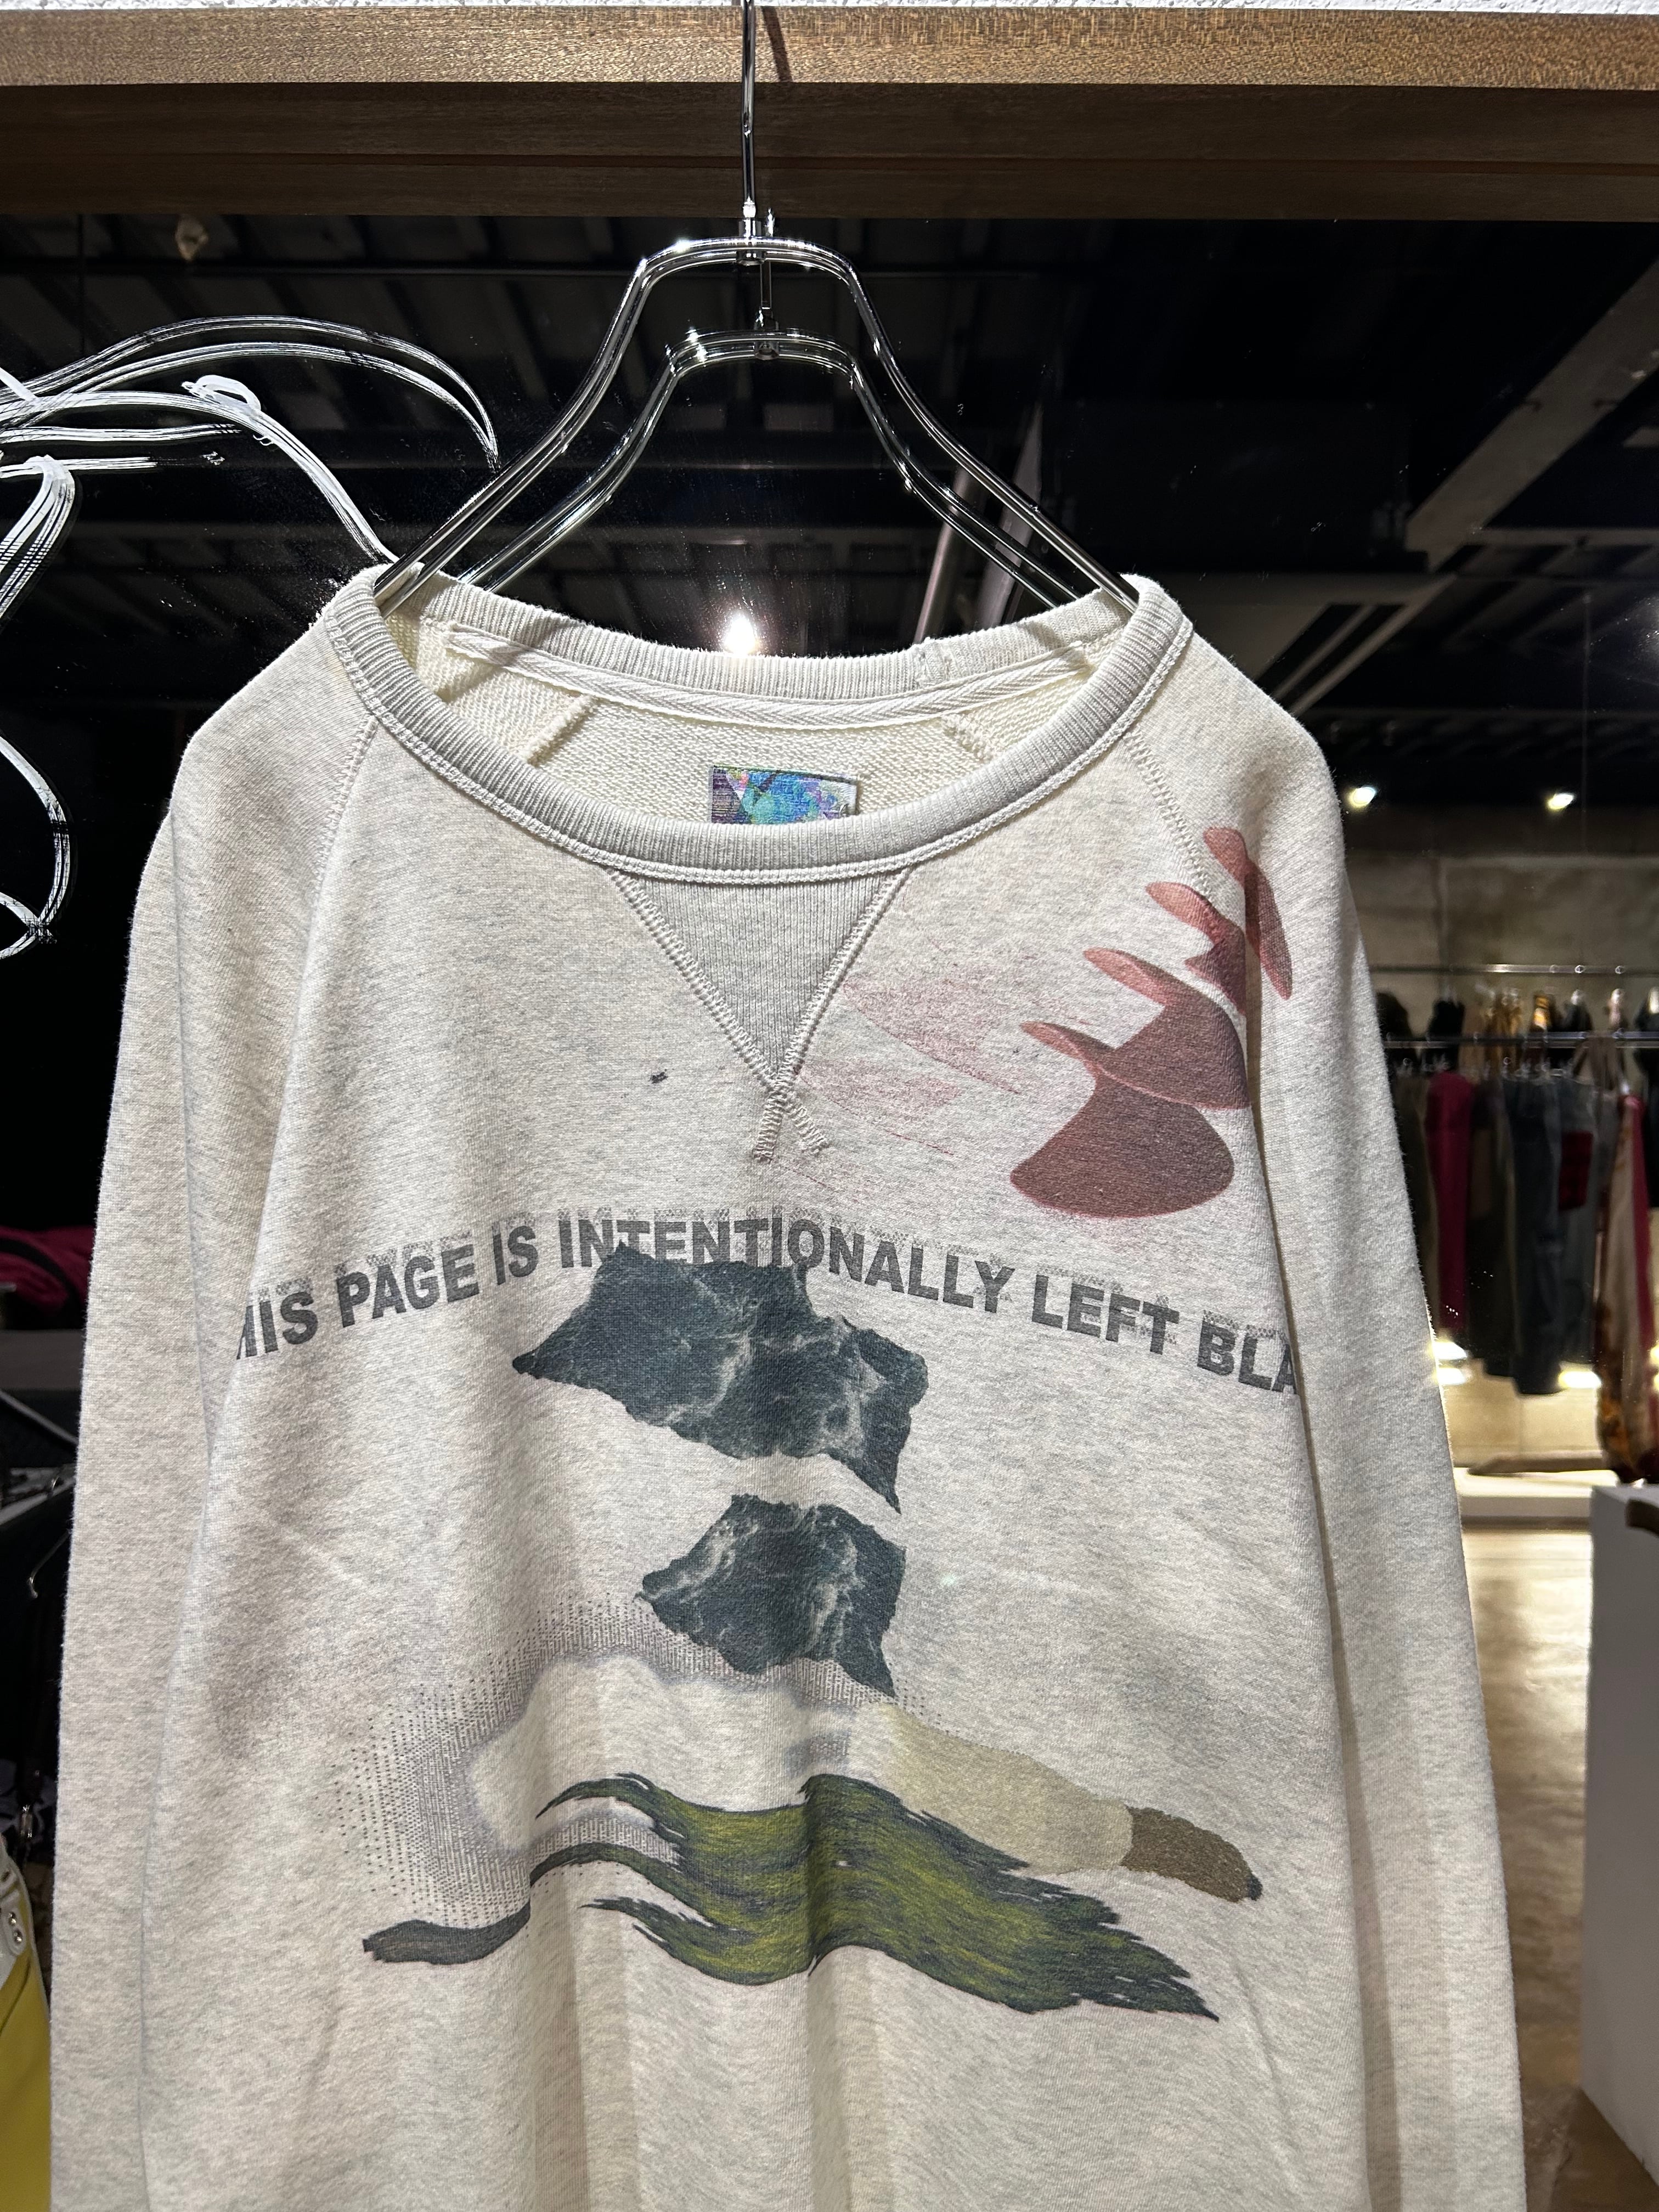 HIS PAGE IS INTENTIONALLY LEFT BLA